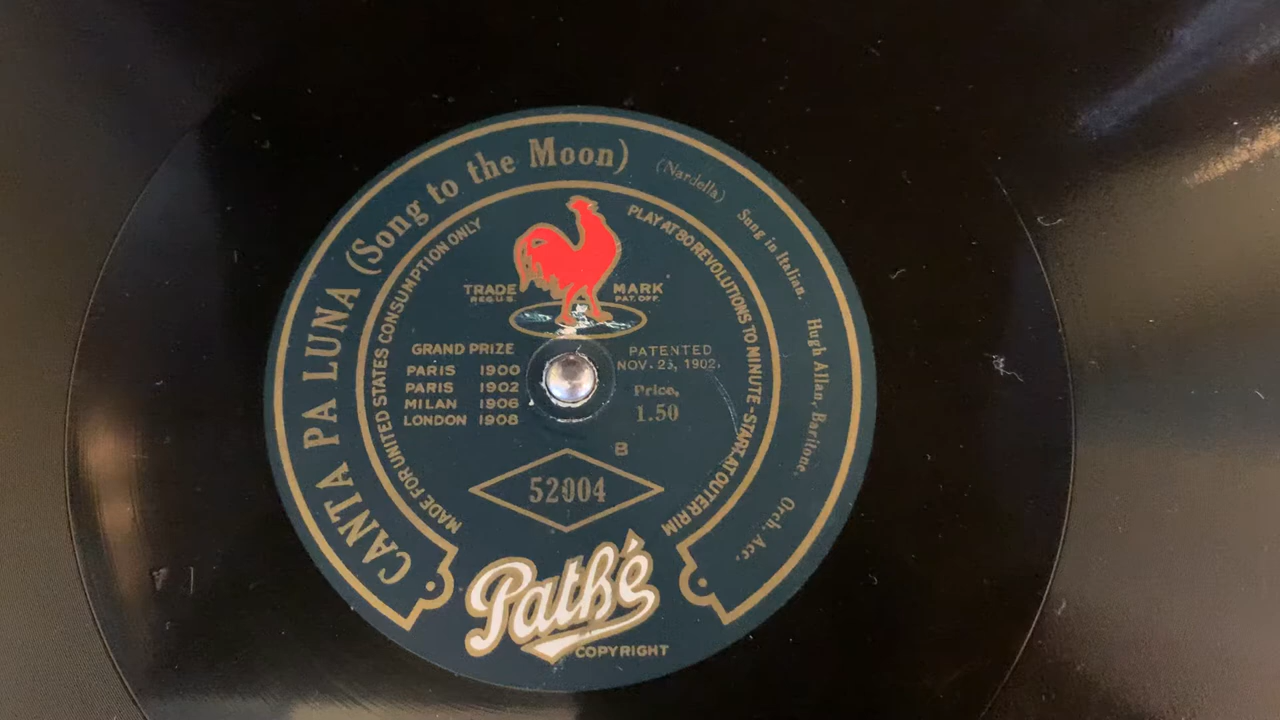 CANTA PA LUNA (Song to the Moon) (Nardella) Sung in Italian. Hugh Allan, Baritone. Orch. Acc.
MADE FOR UNITED STATES CONSUMPTION ONLY
PLAY AT 80 REVOLUTIONS TO MINUTE - START AT OUTER RIM
TRADE MARK
REG. U.S. PAT. OFF.
GRAND PRIZE
PARIS 1900
PARIS 1902
MILAN 1906
LONDON 1908
PATENTED
NOV. 25, 1902.
Price,
1.50
B
52004
Pathé
COPYRIGHT